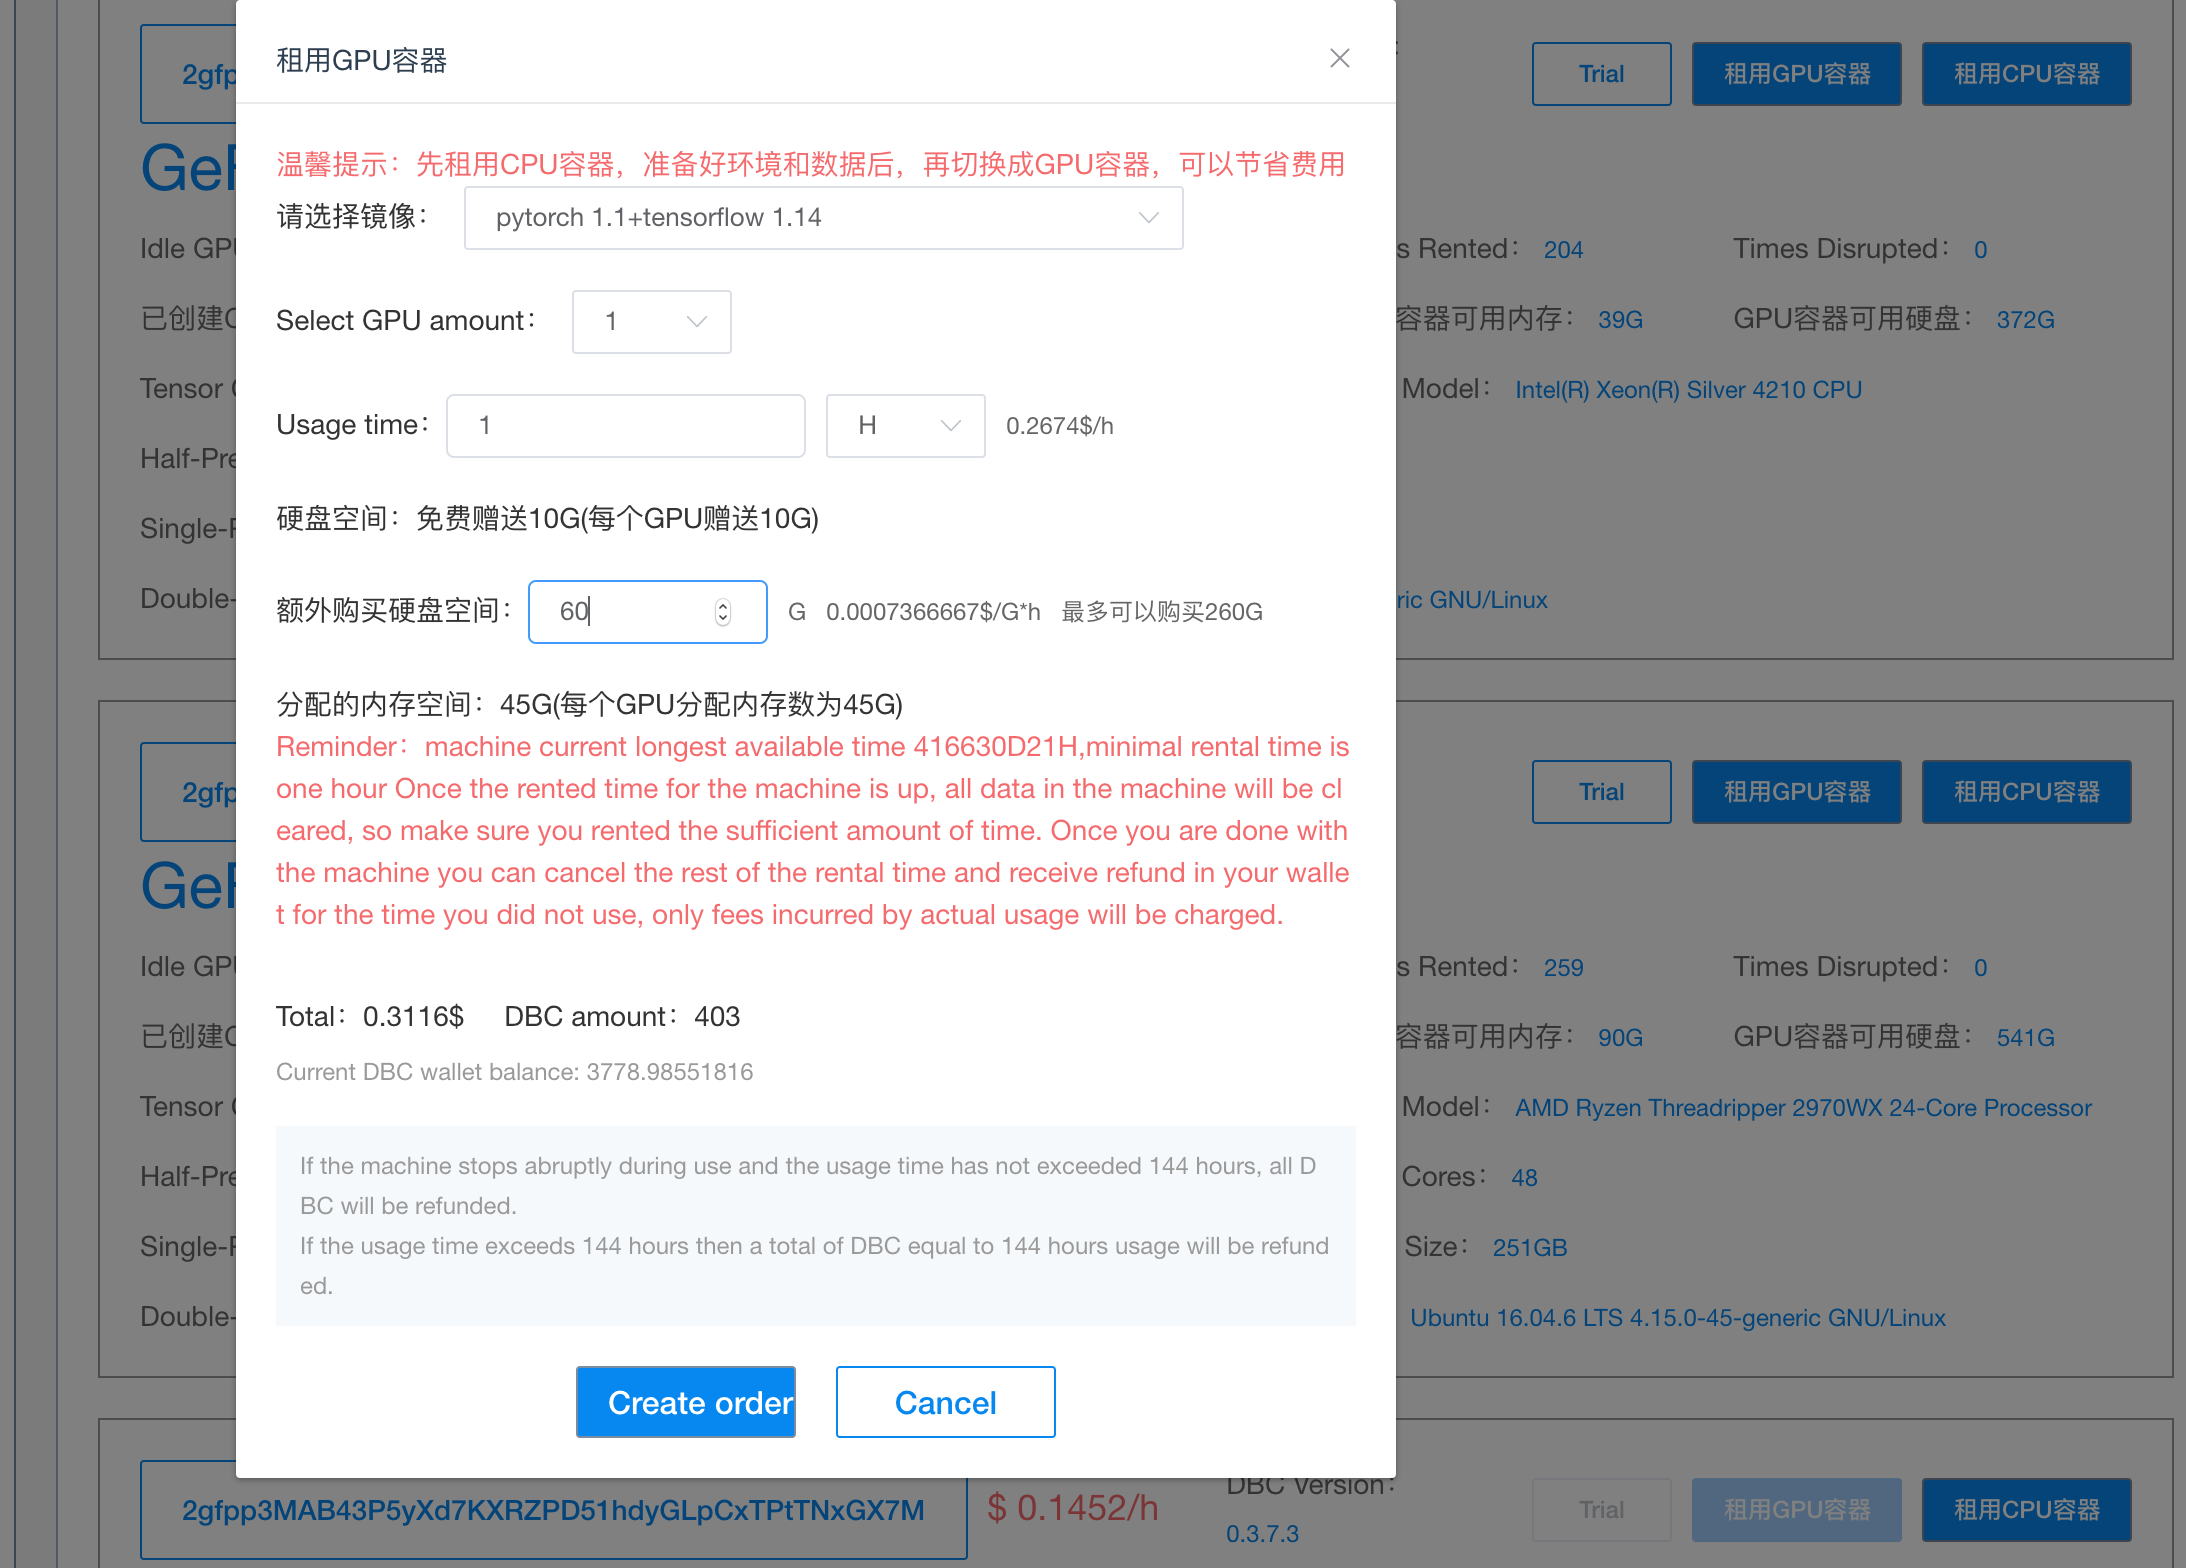 租用GPU容器
温馨提示：先租用CPU容器，准备好环境和数据后，再切换成GPU容器，可以节省费用
请选择镜像： pytorch 1.1+tensorflow 1.14
Select GPU amount： 1
Usage time： 1 H 0.2674$/h
硬盘空间：免费赠送10G(每个GPU赠送10G)
额外购买硬盘空间： 60 G 0.0007366667$/G*h 最多可以购买260G
分配的内存空间：45G(每个GPU分配内存数为45G)
Reminder：machine current longest available time 416630D21H,minimal rental time is
one hour Once the rented time for the machine is up, all data in the machine will be cl
eared, so make sure you rented the sufficient amount of time. Once you are done with
the machine you can cancel the rest of the rental time and receive refund in your walle
t for the time you did not use, only fees incurred by actual usage will be charged.
Total：0.3116$ DBC amount：403
Current DBC wallet balance: 3778.98551816
If the machine stops abruptly during use and the usage time has not exceeded 144 hours, all D
BC will be refunded.
If the usage time exceeds 144 hours then a total of DBC equal to 144 hours usage will be refund
ed.
Create order Cancel
2gfp
Trial 租用GPU容器 租用CPU容器
GeF
Idle GPU
s Rented： 204 Times Disrupted： 0
已创建C
容器可用内存： 39G GPU容器可用硬盘： 372G
Tensor C
Model： Intel(R) Xeon(R) Silver 4210 CPU
Half-Pre
Single-P
Double-
ric GNU/Linux
2gfp
Trial 租用GPU容器 租用CPU容器
GeF
Idle GPU
s Rented： 259 Times Disrupted： 0
已创建C
容器可用内存： 90G GPU容器可用硬盘： 541G
Tensor C
Model： AMD Ryzen Threadripper 2970WX 24-Core Processor
Half-Pre
Cores： 48
Single-P
Size： 251GB
Double-
Ubuntu 16.04.6 LTS 4.15.0-45-generic GNU/Linux
2gfpp3MAB43P5yXd7KXRZPD51hdyGLpCxTPtTNxGX7M $ 0.1452/h
DBC Version：
0.3.7.3
Trial 租用GPU容器 租用CPU容器